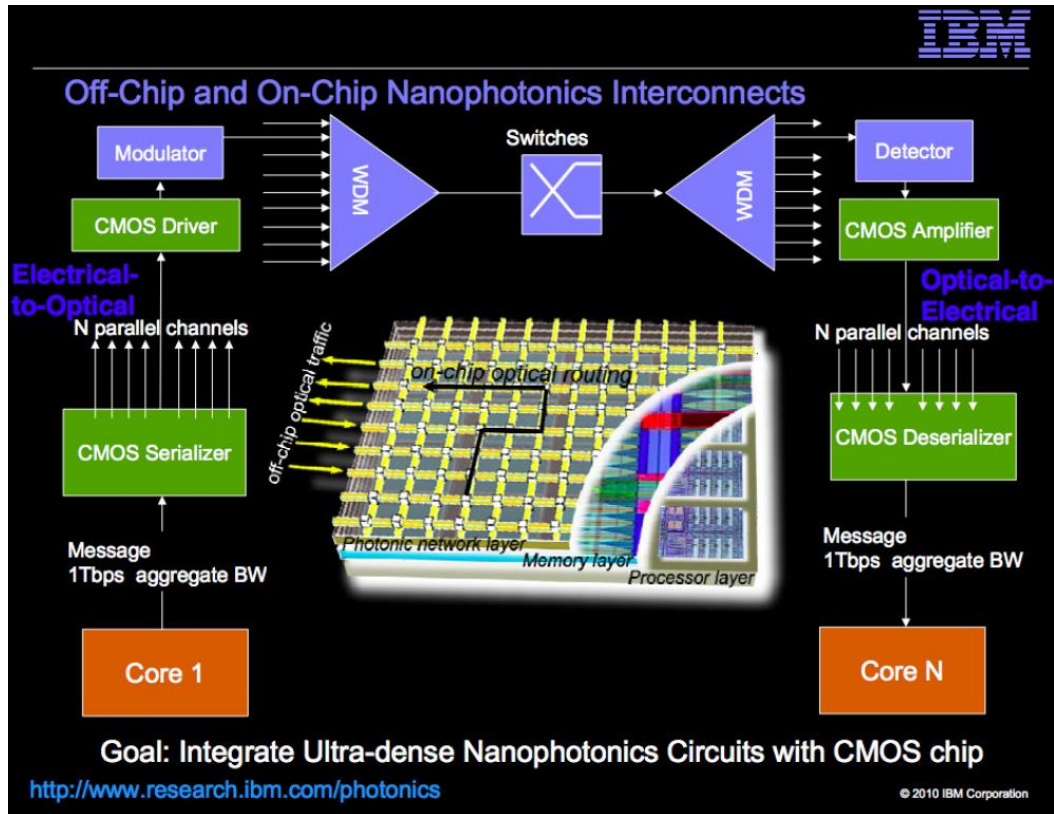 IBM
Off-Chip and On-Chip Nanophotonics Interconnects
Modulator
CMOS Driver
Electrical-
to-Optical
N parallel channels
CMOS Serializer
Message
1Tbps aggregate BW
Core 1
WDM
Switches
WDM
Detector
CMOS Amplifier
Optical-to-
Electrical
N parallel channels
CMOS Deserializer
Message
1Tbps aggregate BW
Core N
off-chip optical traffic
on-chip optical routing
Photonic network layer
Memory layer
Processor layer
Goal: Integrate Ultra-dense Nanophotonics Circuits with CMOS chip
http://www.research.ibm.com/photonics
© 2010 IBM Corporation